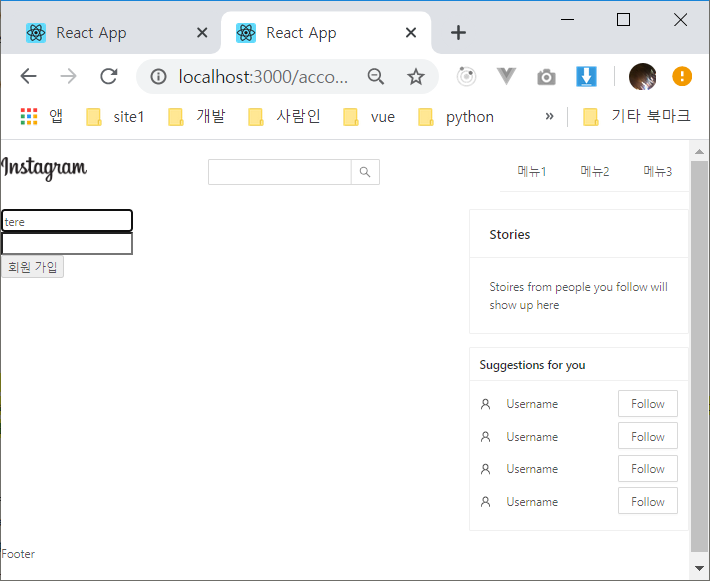 React App
React App
localhost:3000/acco...
앱
site1
개발
사람인
vue
python
»
기타 북마크
Instagram
메뉴1
메뉴2
메뉴3
tere
회원 가입
Stories
Stoires from people you follow will
show up here
Suggestions for you
Username
Follow
Username
Follow
Username
Follow
Username
Follow
Footer